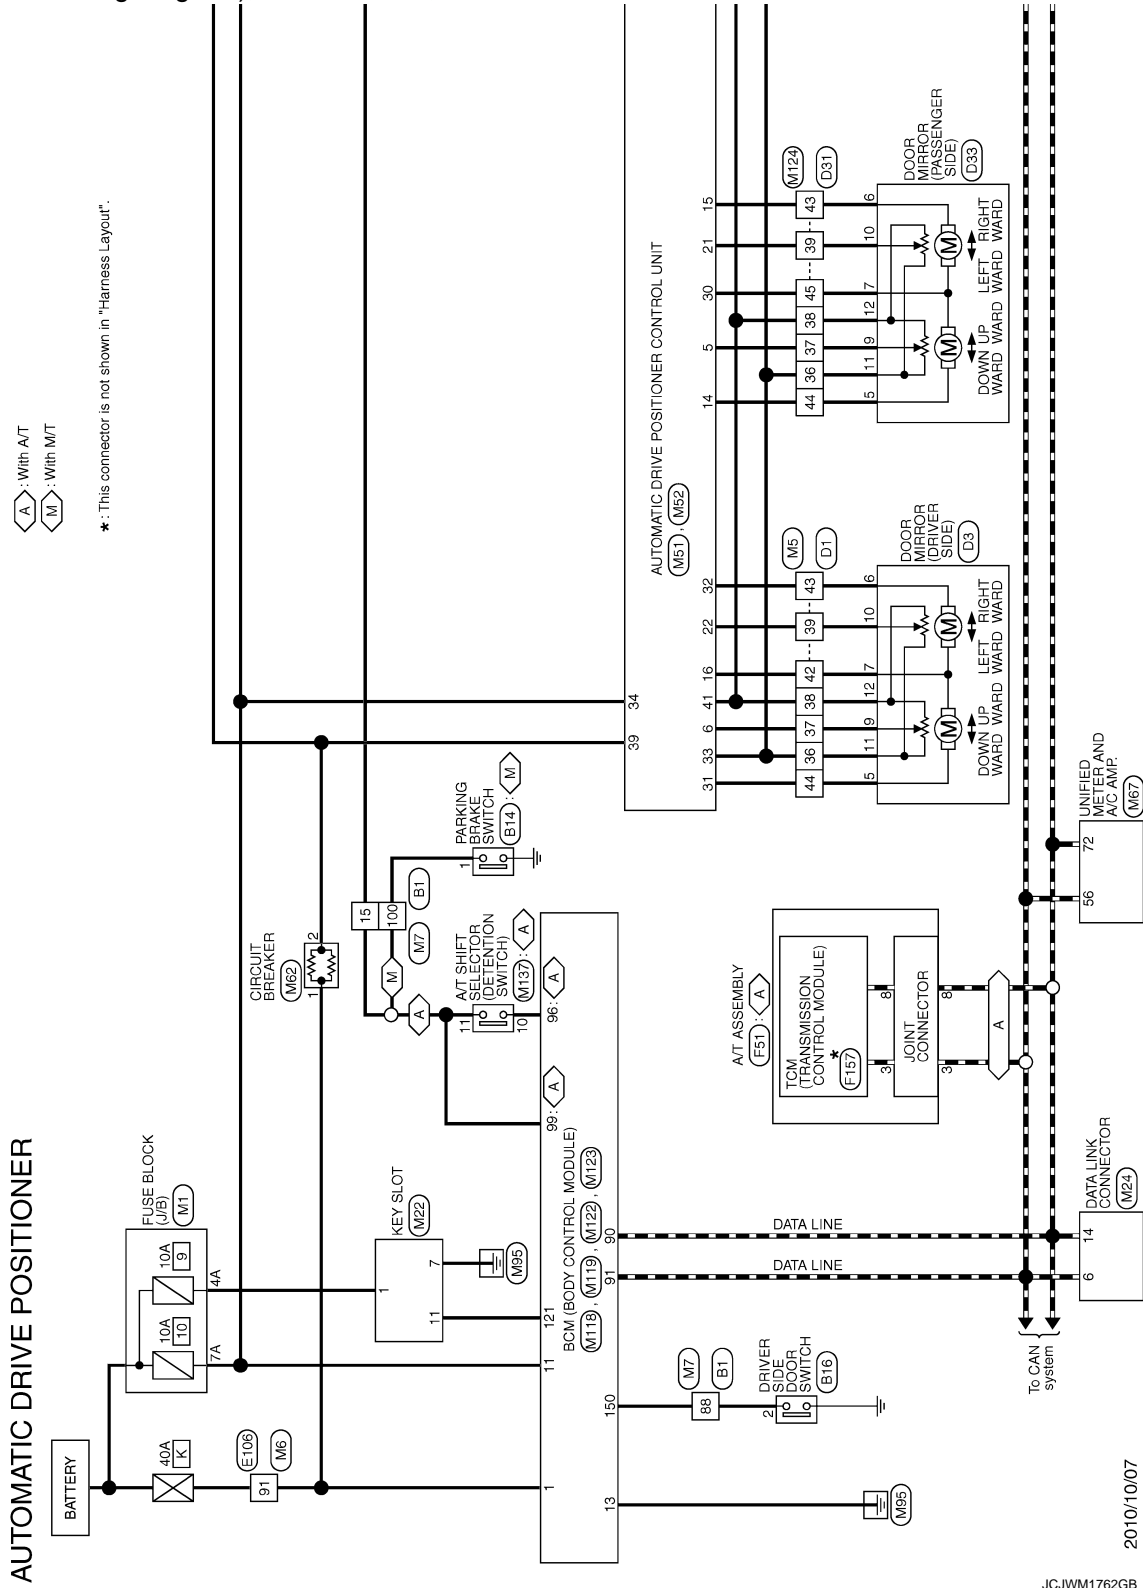 AUTOMATIC DRIVE POSITIONER
A : With A/T
M : With M/T
* : This connector is not shown in "Harness Layout".
BATTERY
40A
K
91
E106
M6
10A
10
10A
9
7A
4A
FUSE BLOCK
(J/B)
M1
CIRCUIT
BREAKER
M62
1
2
KEY SLOT
M22
1
7
11
M95
15
100
M7
B1
M
A
PARKING
BRAKE
SWITCH
B14 : M
1
A/T SHIFT
SELECTOR
(DETENTION
SWITCH)
M137 : A
11
10
1
11
121
99 : A
96 : A
BCM (BODY CONTROL MODULE)
M118 , M119 , M122 , M123
13
150
91
90
M95
88
M7
B1
DRIVER
SIDE
DOOR
SWITCH
B16
2
DATA LINE
DATA LINE
39
34
AUTOMATIC DRIVE POSITIONER CONTROL UNIT
M51 , M52
31
33
6
41
16
22
32
14
5
30
21
15
44
36
37
38
42
39
43
M5
D1
5
11
9
12
7
10
6
DOOR
MIRROR
(DRIVER
SIDE)
D3
M
M
DOWN UP
WARD WARD
LEFT RIGHT
WARD WARD
44
36
37
38
45
39
43
M124
D31
5
11
9
12
7
10
6
DOOR
MIRROR
(PASSENGER
SIDE)
D33
M
M
DOWN UP
WARD WARD
LEFT RIGHT
WARD WARD
A/T ASSEMBLY
F51 : A
TCM
(TRANSMISSION
CONTROL MODULE)
*
F157
3
8
JOINT
CONNECTOR
3
8
A
To CAN
system
6
14
DATA LINK
CONNECTOR
M24
56
72
UNIFIED
METER AND
A/C AMP.
M67
2010/10/07
JCJWM1762GB